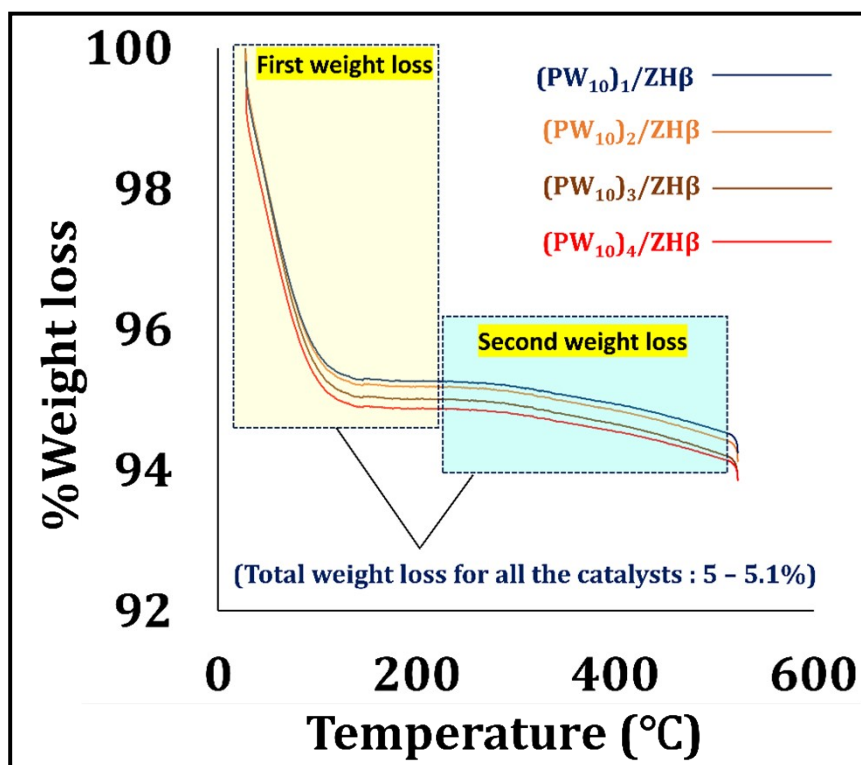 100
98
96
94
92
%Weight loss
First weight loss
(PW₁₀)₁/ZHβ
(PW₁₀)₂/ZHβ
(PW₁₀)₃/ZHβ
(PW₁₀)₄/ZHβ
Second weight loss
(Total weight loss for all the catalysts : 5 – 5.1%)
0 200 400 600
Temperature (°C)